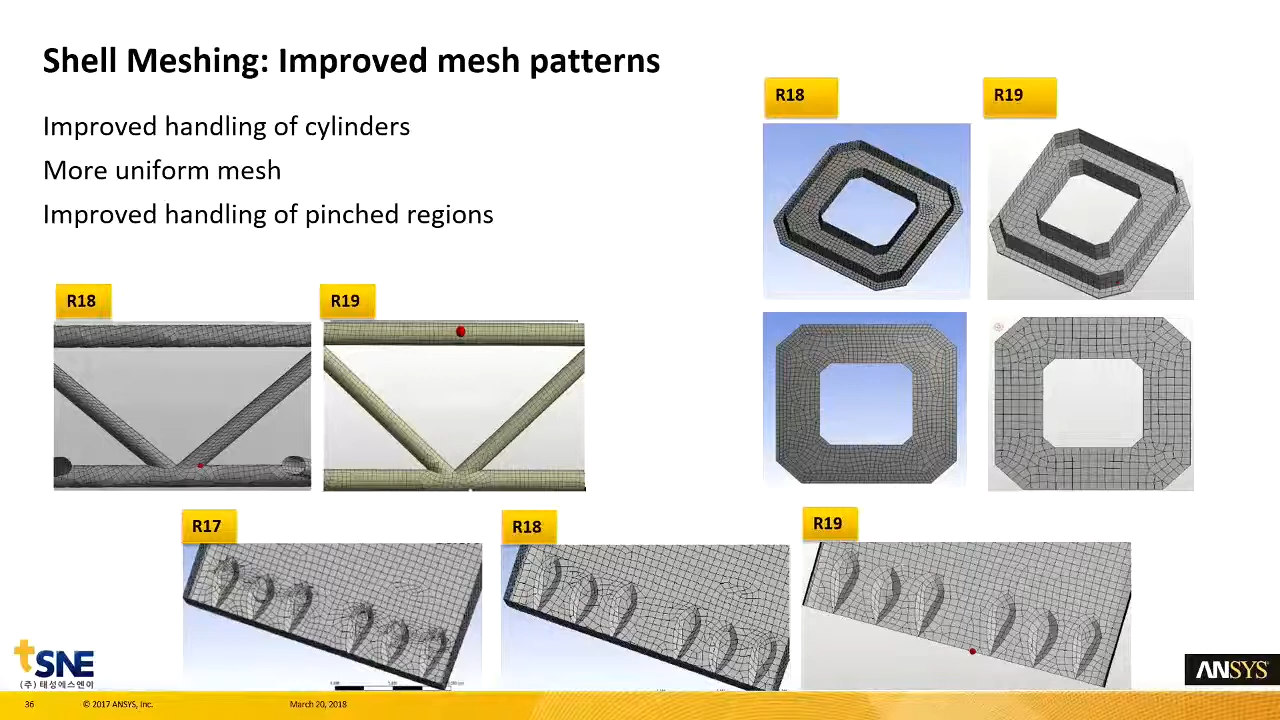 Shell Meshing: Improved mesh patterns
Improved handling of cylinders
More uniform mesh
Improved handling of pinched regions
R18
R19
R18
R19
R17
R18
R19
tSNE
(주) 태성에스엔이
ANSYS
36
© 2017 ANSYS, Inc.
March 20, 2018